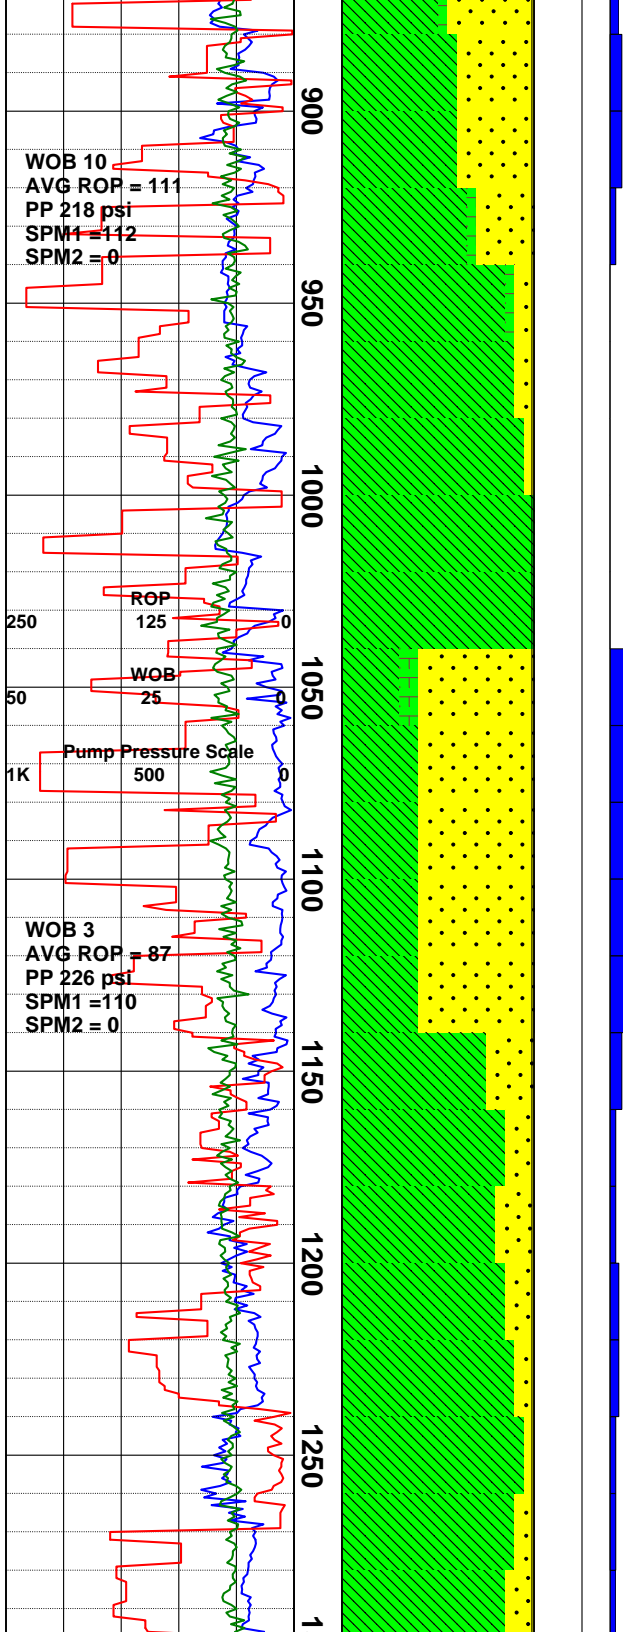 900
WOB 10
AVG ROP = 111
PP 218 psi
SPM1 =112
SPM2 = 0
950
1000
ROP
250 125 0
WOB
50 25 0
1050
Pump Pressure Scale
1K 500 0
1100
WOB 3
AVG ROP = 87
PP 226 psi
SPM1 =110
SPM2 = 0
1150
1200
1250
1